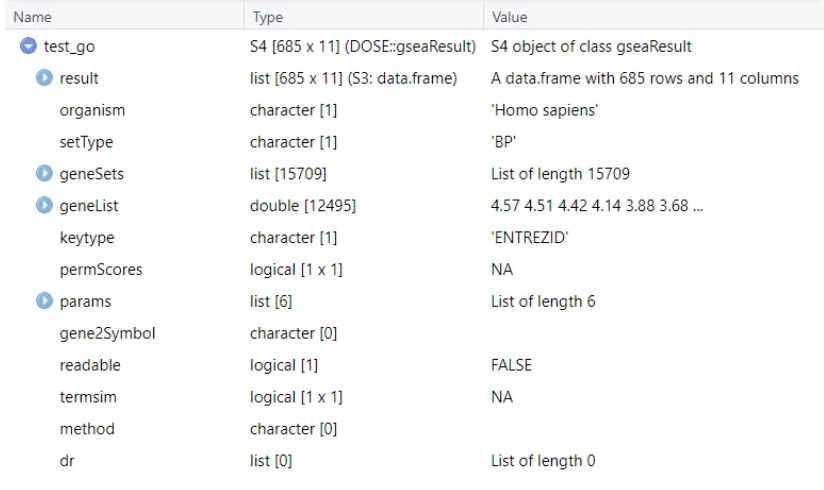 Name Type Value
test_go S4 [685 x 11] (DOSE::gseaResult) S4 object of class gseaResult
result list [685 x 11] (S3: data.frame) A data.frame with 685 rows and 11 columns
organism character [1] 'Homo sapiens'
setType character [1] 'BP'
geneSets list [15709] List of length 15709
geneList double [12495] 4.57 4.51 4.42 4.14 3.88 3.68 ...
keytype character [1] 'ENTREZID'
permScores logical [1 x 1] NA
params list [6] List of length 6
gene2Symbol character [0]
readable logical [1] FALSE
termsim logical [1 x 1] NA
method character [0]
dr list [0] List of length 0